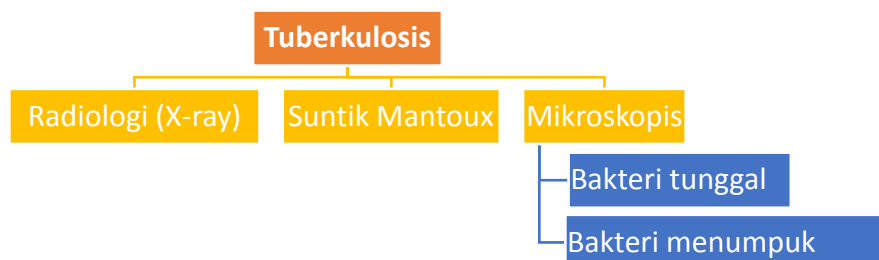 Tuberkulosis
Radiologi (X-ray)
Suntik Mantoux
Mikroskopis
Bakteri tunggal
Bakteri menumpuk